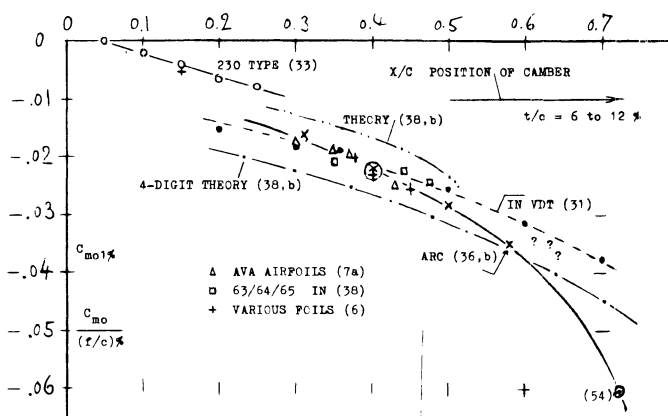 0 0.1 0.2 0.3 0.4 0.5 0.6 0.7
0
230 TYPE (33)
X/C POSITION OF CAMBER
-.01
t/c = 6 to 12 %
THEORY (38,b)
-.02
4-DIGIT THEORY (38,b)
IN VDT (31)
-.03
? ? ?
ARC (36,b)
-.04
Cmo1%
Δ AVA AIRFOILS (7a)
□ 63/64/65 IN (38)
+ VARIOUS FOILS (6)
-.05
Cmo
(f/c)%
-.06
(54)